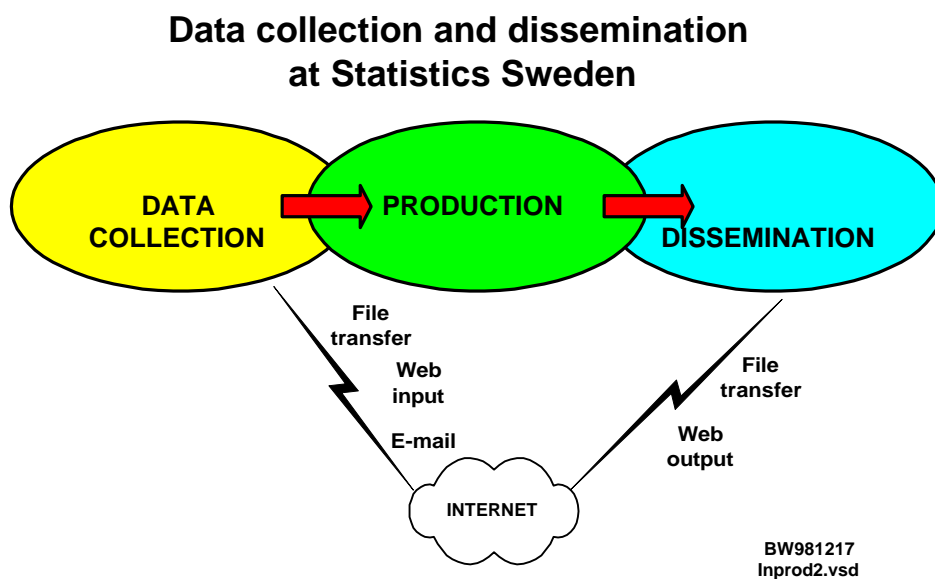 Data collection and dissemination
at Statistics Sweden
DATA
COLLECTION
PRODUCTION
DISSEMINATION
File
transfer
Web
input
E-mail
File
transfer
Web
output
INTERNET
BW981217
Inprod2.vsd